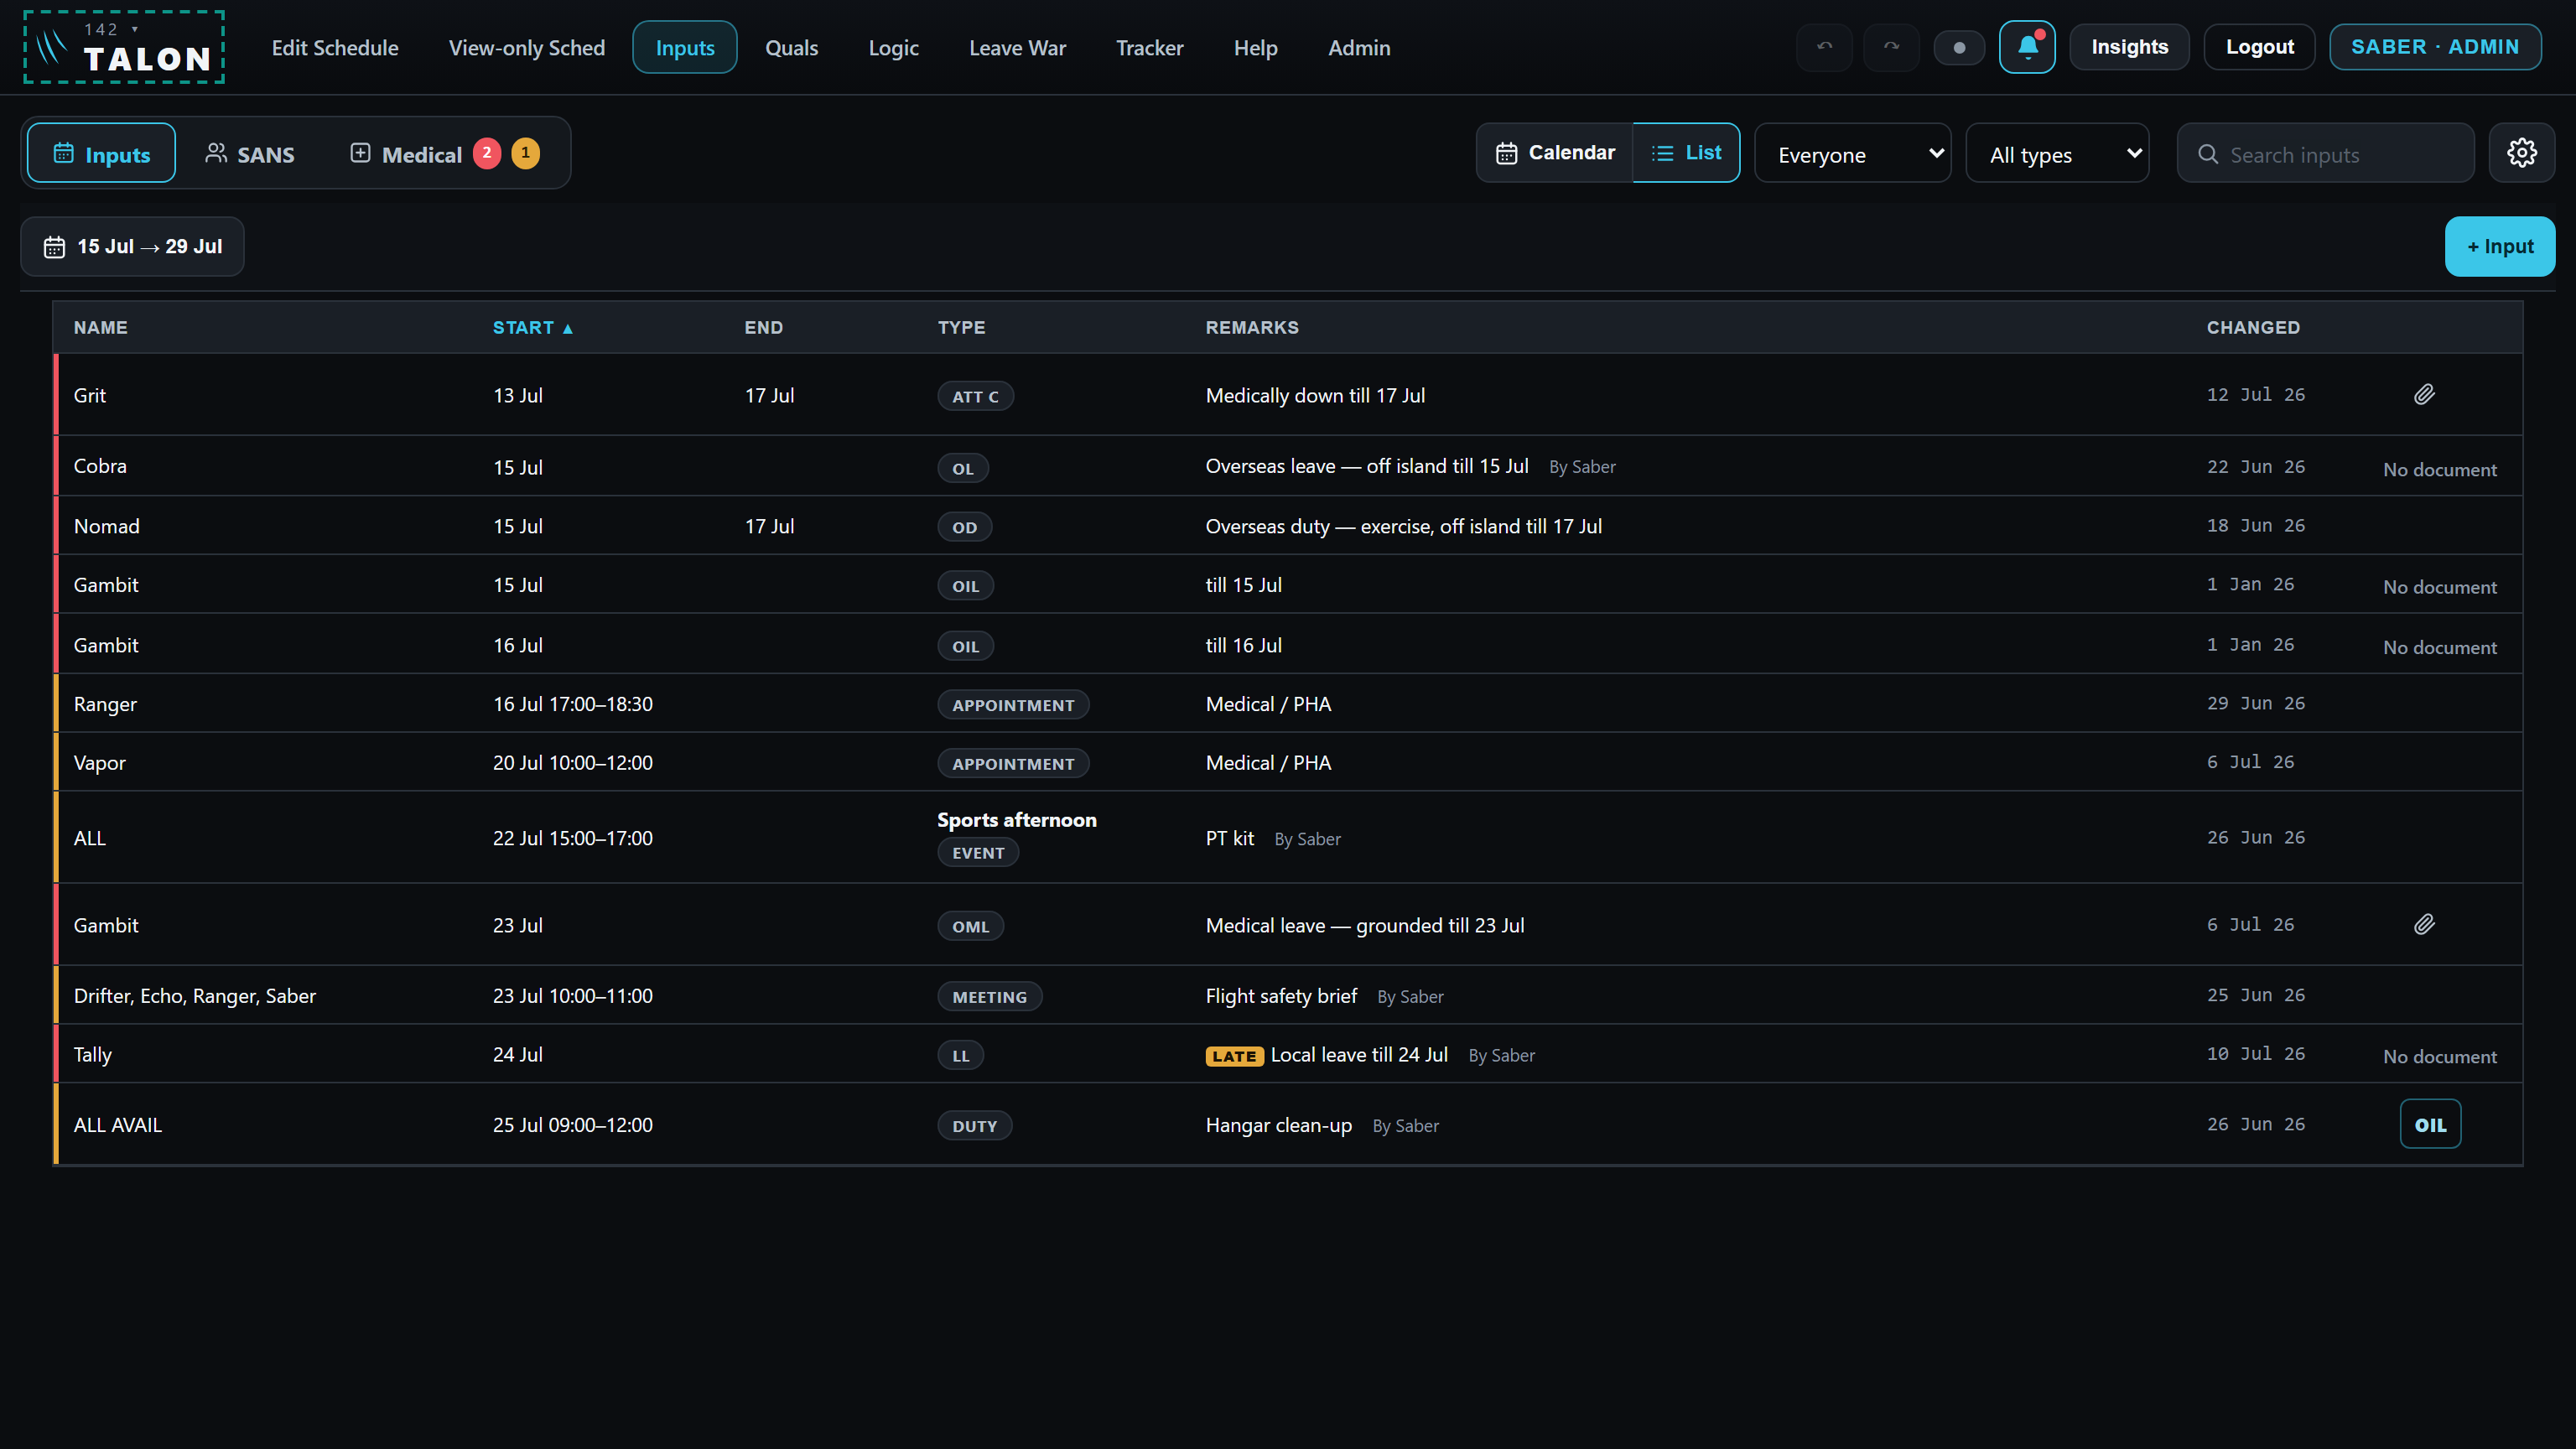 142 ▾
TALON
Edit Schedule
View-only Sched
Inputs
Quals
Logic
Leave War
Tracker
Help
Admin
Insights
Logout
SABER · ADMIN
Inputs
SANS
Medical 2 1
Calendar
List
Everyone
All types
Search inputs
15 Jul → 29 Jul
+ Input
NAME START ▲ END TYPE REMARKS CHANGED
Grit 13 Jul 17 Jul ATT C Medically down till 17 Jul 12 Jul 26
Cobra 15 Jul OL Overseas leave — off island till 15 Jul By Saber 22 Jun 26 No document
Nomad 15 Jul 17 Jul OD Overseas duty — exercise, off island till 17 Jul 18 Jun 26
Gambit 15 Jul OIL till 15 Jul 1 Jan 26 No document
Gambit 16 Jul OIL till 16 Jul 1 Jan 26 No document
Ranger 16 Jul 17:00–18:30 APPOINTMENT Medical / PHA 29 Jun 26
Vapor 20 Jul 10:00–12:00 APPOINTMENT Medical / PHA 6 Jul 26
ALL 22 Jul 15:00–17:00 Sports afternoon EVENT PT kit By Saber 26 Jun 26
Gambit 23 Jul OML Medical leave — grounded till 23 Jul 6 Jul 26
Drifter, Echo, Ranger, Saber 23 Jul 10:00–11:00 MEETING Flight safety brief By Saber 25 Jun 26
Tally 24 Jul LL LATE Local leave till 24 Jul By Saber 10 Jul 26 No document
ALL AVAIL 25 Jul 09:00–12:00 DUTY Hangar clean-up By Saber 26 Jun 26 OIL